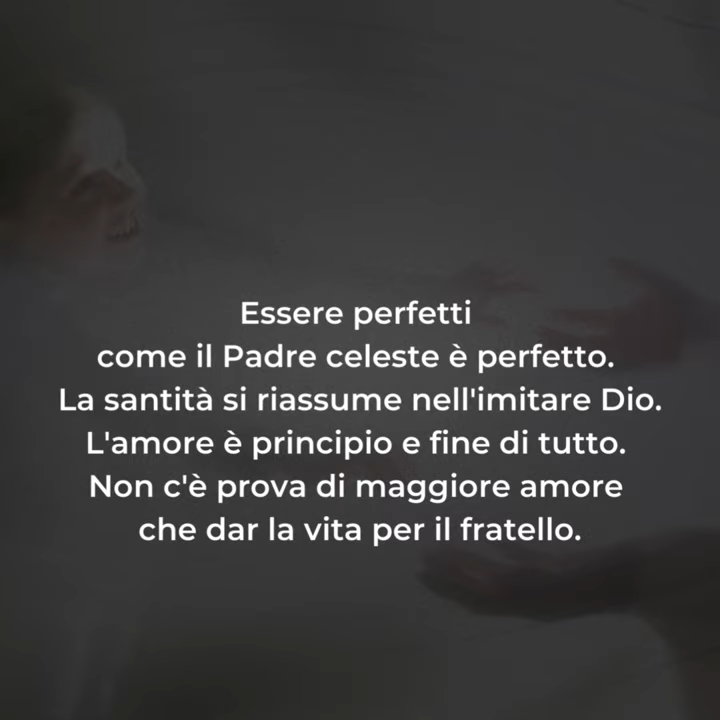 Essere perfetti
come il Padre celeste è perfetto.
La santità si riassume nell'imitare Dio.
L'amore è principio e fine di tutto.
Non c'è prova di maggiore amore
che dar la vita per il fratello.